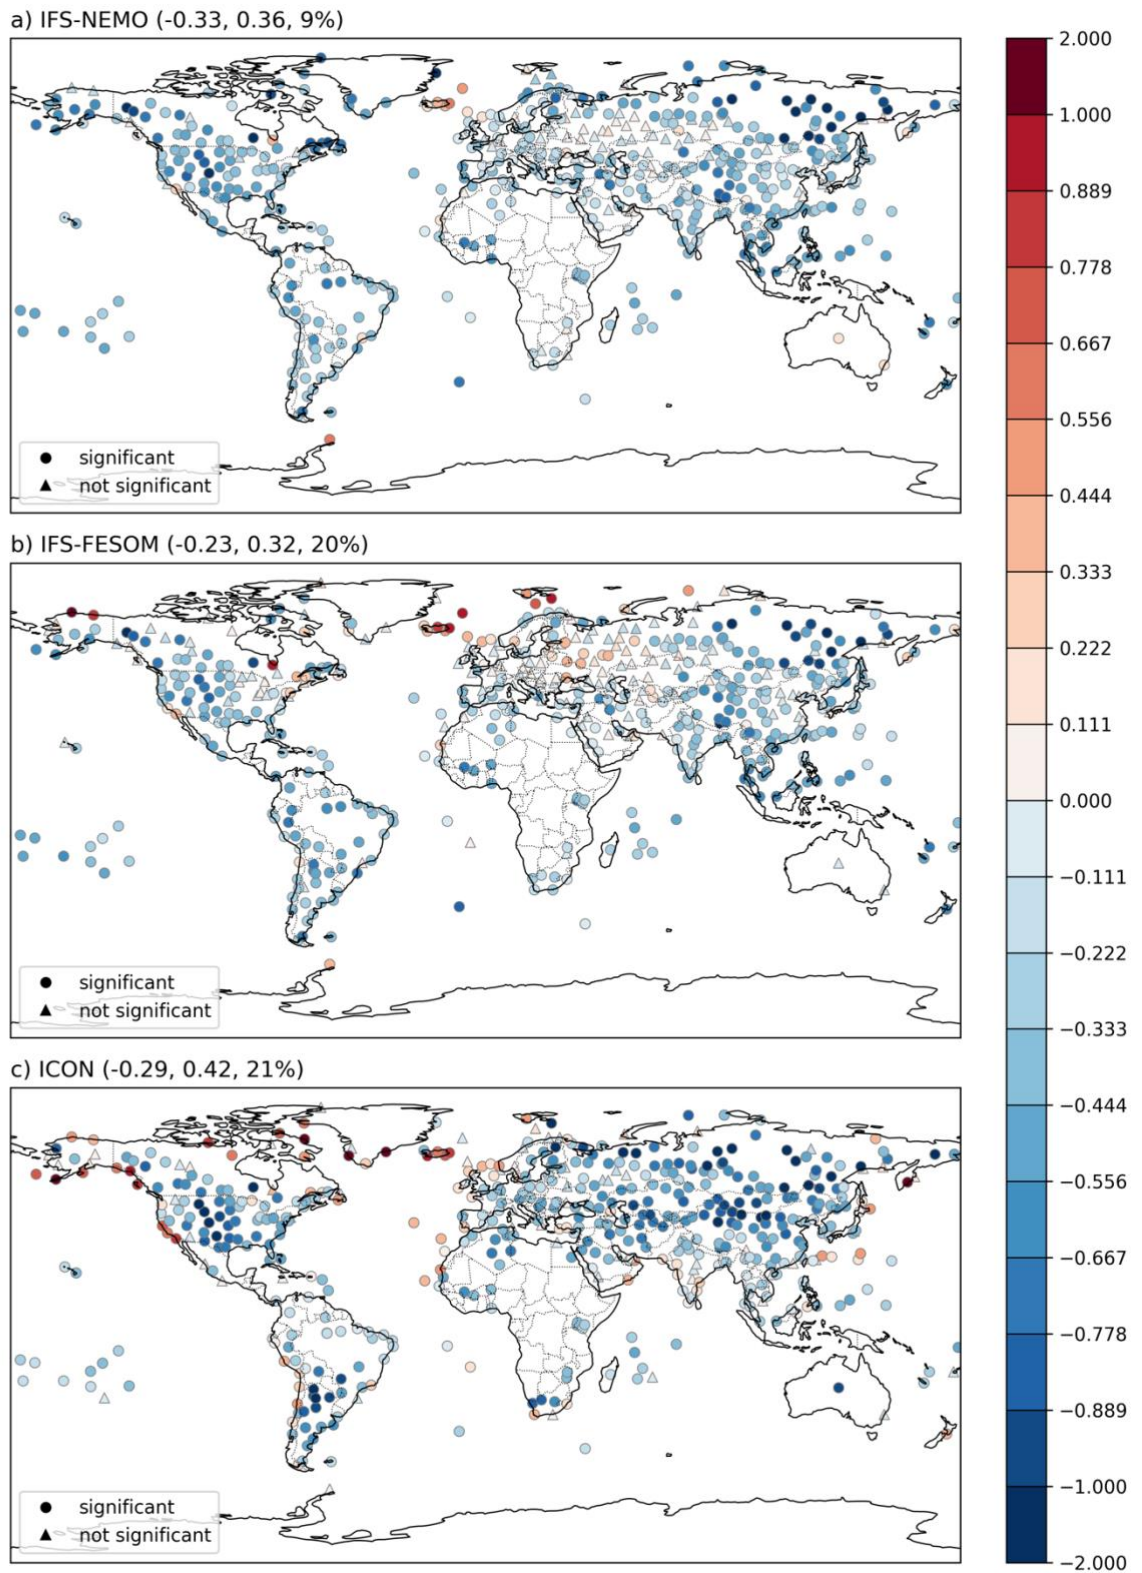 a) IFS-NEMO (-0.33, 0.36, 9%)
significant
not significant
b) IFS-FESOM (-0.23, 0.32, 20%)
significant
not significant
c) ICON (-0.29, 0.42, 21%)
significant
not significant
2.000
1.000
0.889
0.778
0.667
0.556
0.444
0.333
0.222
0.111
0.000
−0.111
−0.222
−0.333
−0.444
−0.556
−0.667
−0.778
−0.889
−1.000
−2.000